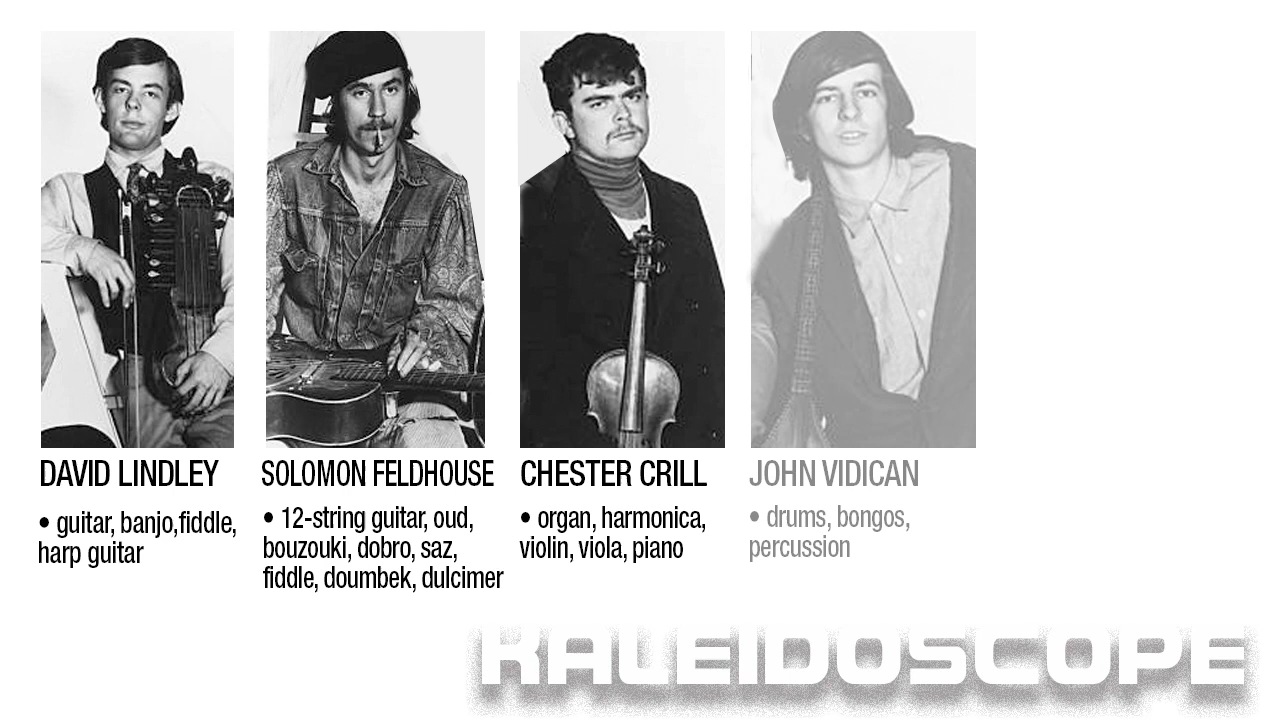 DAVID LINDLEY
• guitar, banjo,fiddle,
harp guitar
SOLOMON FELDHOUSE
• 12-string guitar, oud,
bouzouki, dobro, saz,
fiddle, doumbek, dulcimer
CHESTER CRILL
• organ, harmonica,
violin, viola, piano
JOHN VIDICAN
• drums, bongos,
percussion
KALEIDOSCOPE